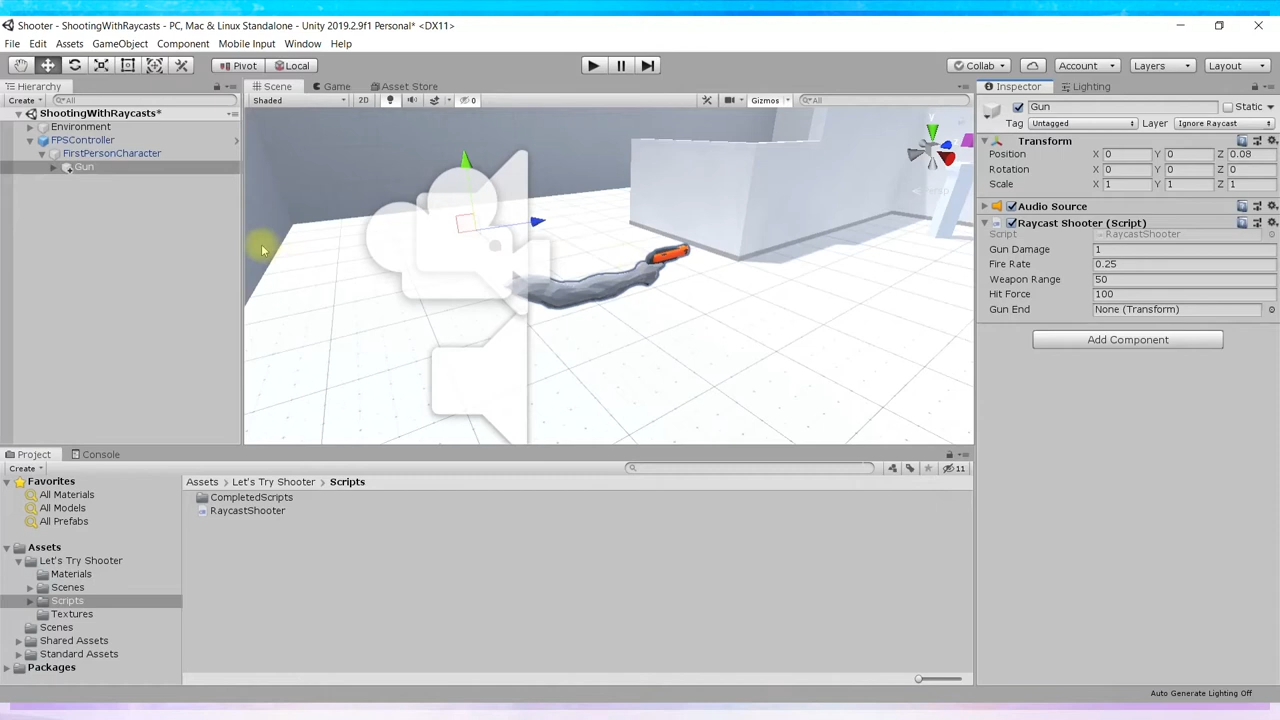 Shooter - ShootingWithRaycasts - PC, Mac & Linux Standalone - Unity 2019.2.9f1 Personal* <DX11>
File Edit Assets GameObject Component Mobile Input Window Help
Pivot Local Collab Account Layers Layout
Hierarchy Scene Game Asset Store Inspector Lighting
Create All Shaded 2D 0 Gizmos All
ShootingWithRaycasts*
Environment
FPSController
FirstPersonCharacter
Gun
Gun Static
Tag Untagged Layer Ignore Raycast
Transform
Position X 0 Y 0 Z 0.08
Rotation X 0 Y 0 Z 0
Scale X 1 Y 1 Z 1
Audio Source
Raycast Shooter (Script)
Script RaycastShooter
Gun Damage 1
Fire Rate 0.25
Weapon Range 50
Hit Force 100
Gun End None (Transform)
Add Component
y
Persp
Project Console
Create 11
Favorites
All Materials
All Models
All Prefabs
Assets
Let's Try Shooter
Materials
Scenes
Scripts
Textures
Scenes
Shared Assets
Standard Assets
Packages
Assets > Let's Try Shooter > Scripts
CompletedScripts
RaycastShooter
Auto Generate Lighting Off